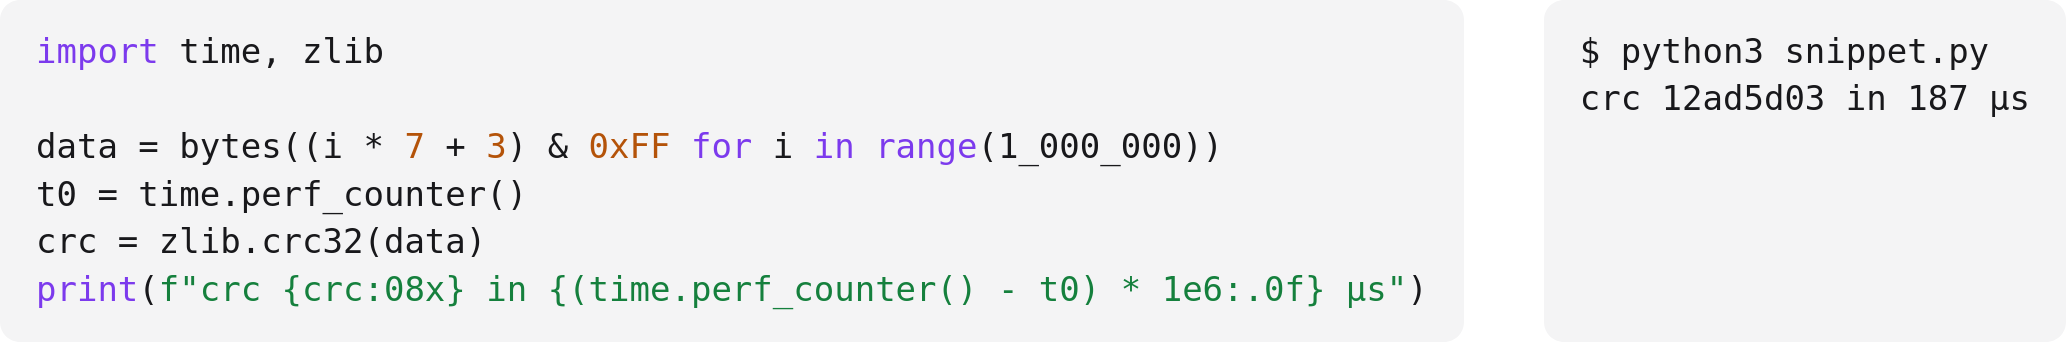 import time, zlib

data = bytes((i * 7 + 3) & 0xFF for i in range(1_000_000))
t0 = time.perf_counter()
crc = zlib.crc32(data)
print(f"crc {crc:08x} in {(time.perf_counter() - t0) * 1e6:.0f} µs")
$ python3 snippet.py
crc 12ad5d03 in 187 µs